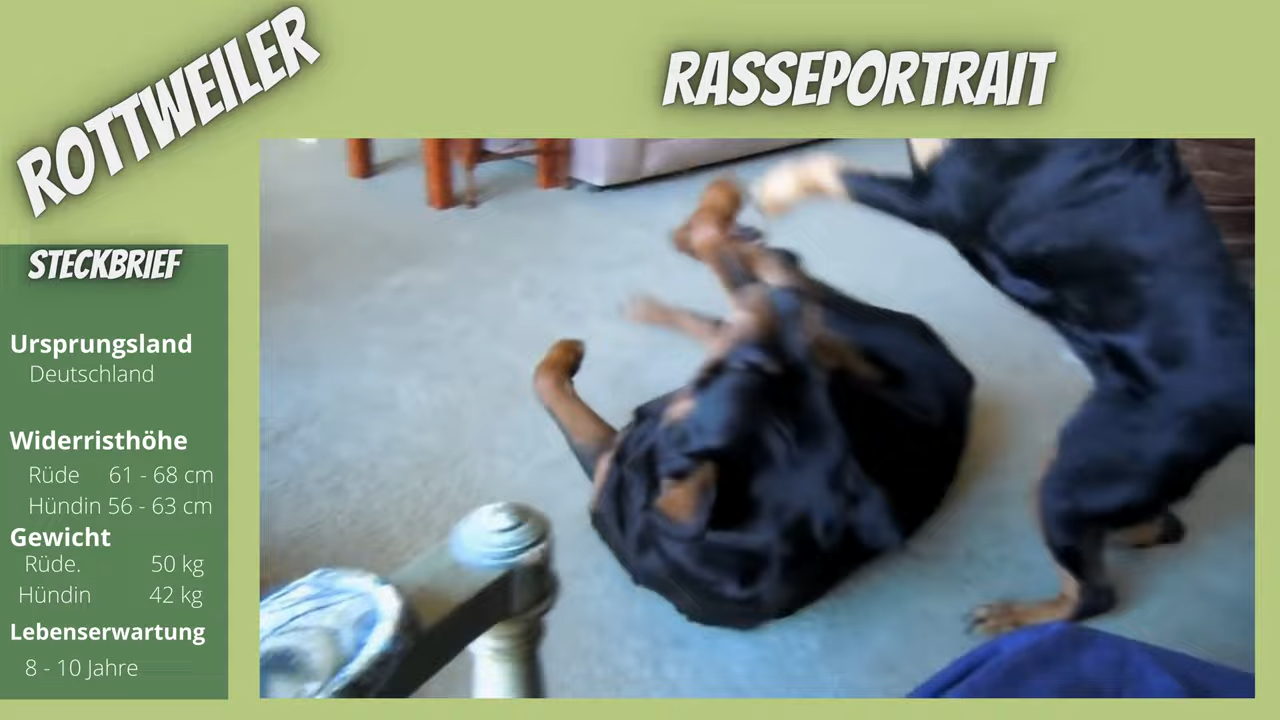 ROTTWEILER
RASSEPORTRAIT
STECKBRIEF
Ursprungsland
Deutschland
Widerristhöhe
Rüde 61 - 68 cm
Hündin 56 - 63 cm
Gewicht
Rüde. 50 kg
Hündin 42 kg
Lebenserwartung
8 - 10 Jahre